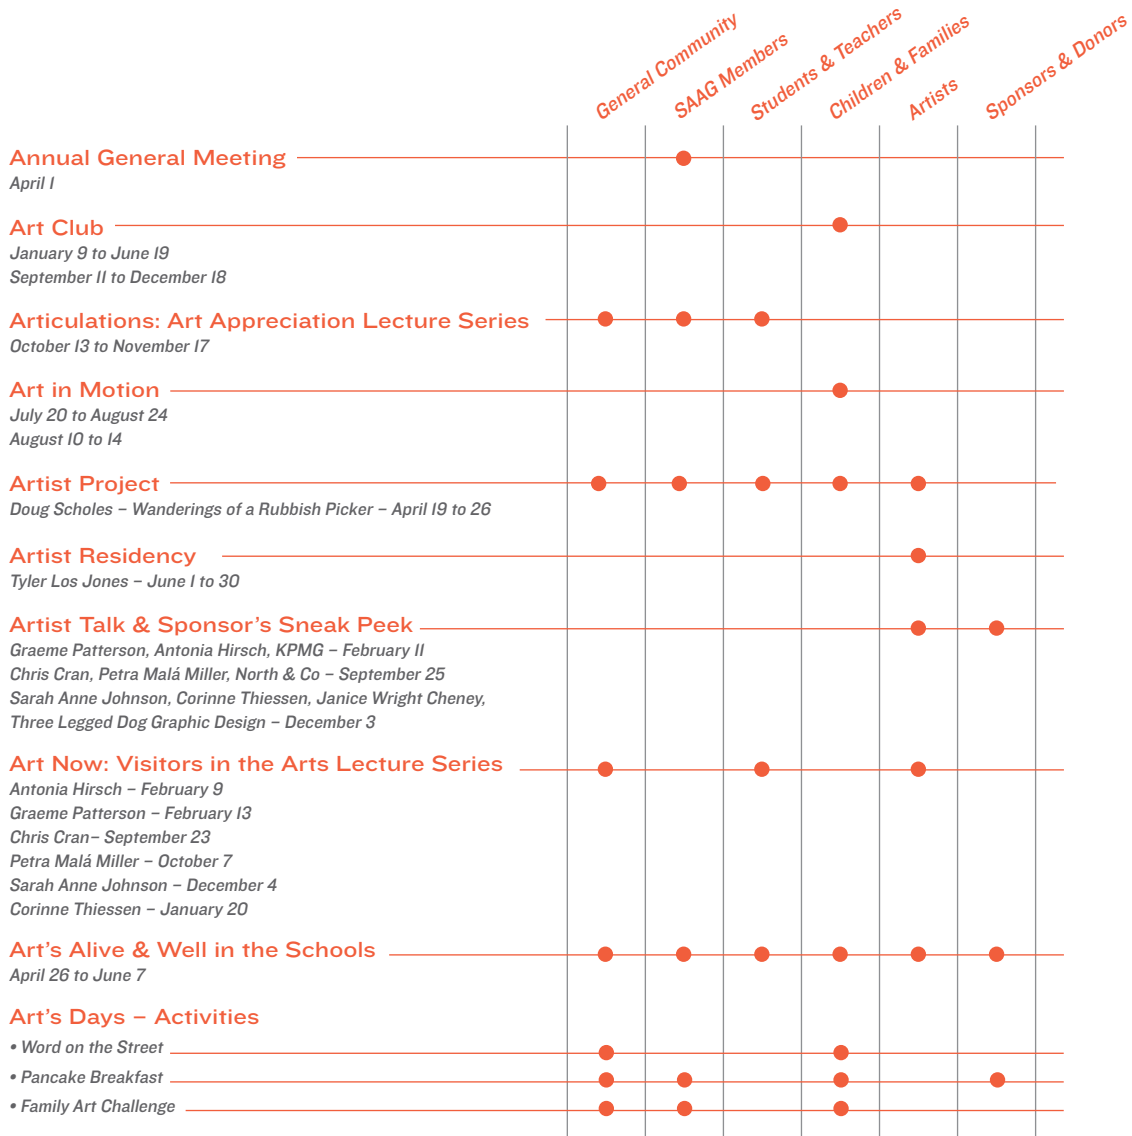 General Community
SAAG Members
Students & Teachers
Children & Families
Artists
Sponsors & Donors
Annual General Meeting
April 1
Art Club
January 9 to June 19
September 11 to December 18
Articulations: Art Appreciation Lecture Series
October 13 to November 17
Art in Motion
July 20 to August 24
August 10 to 14
Artist Project
Doug Scholes – Wanderings of a Rubbish Picker – April 19 to 26
Artist Residency
Tyler Los Jones – June 1 to 30
Artist Talk & Sponsor’s Sneak Peek
Graeme Patterson, Antonia Hirsch, KPMG – February 11
Chris Cran, Petra Malá Miller, North & Co – September 25
Sarah Anne Johnson, Corinne Thiessen, Janice Wright Cheney,
Three Legged Dog Graphic Design – December 3
Art Now: Visitors in the Arts Lecture Series
Antonia Hirsch – February 9
Graeme Patterson – February 13
Chris Cran– September 23
Petra Malá Miller – October 7
Sarah Anne Johnson – December 4
Corinne Thiessen – January 20
Art’s Alive & Well in the Schools
April 26 to June 7
Art’s Days – Activities
• Word on the Street
• Pancake Breakfast
• Family Art Challenge